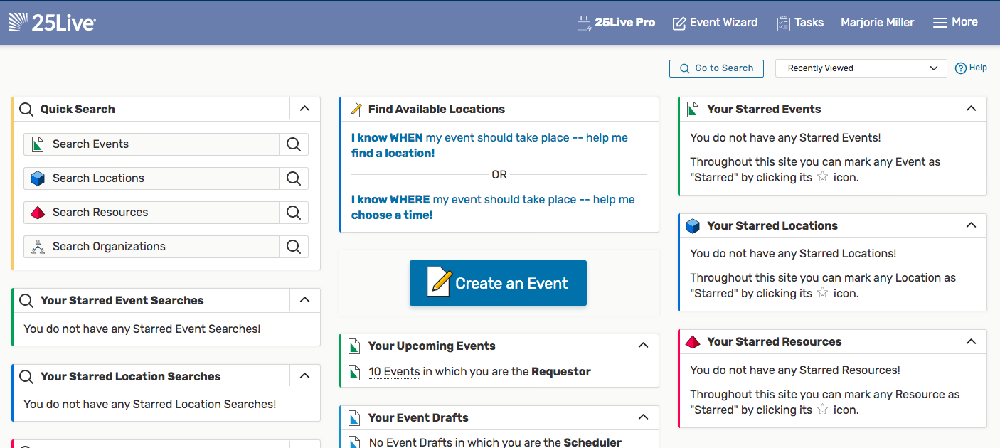 25Live
25Live Pro
Event Wizard
Tasks
Marjorie Miller
More
Go to Search
Recently Viewed
Help
Quick Search
Search Events
Search Locations
Search Resources
Search Organizations
Your Starred Event Searches
You do not have any Starred Event Searches!
Your Starred Location Searches
You do not have any Starred Location Searches!
Find Available Locations
I know WHEN my event should take place -- help me
find a location!
OR
I know WHERE my event should take place -- help me
choose a time!
Create an Event
Your Upcoming Events
10 Events in which you are the Requestor
Your Event Drafts
No Event Drafts in which you are the Scheduler
Your Starred Events
You do not have any Starred Events!
Throughout this site you can mark any Event as
"Starred" by clicking its ☆ icon.
Your Starred Locations
You do not have any Starred Locations!
Throughout this site you can mark any Location as
"Starred" by clicking its ☆ icon.
Your Starred Resources
You do not have any Starred Resources!
Throughout this site you can mark any Resource as
"Starred" by clicking its ☆ icon.